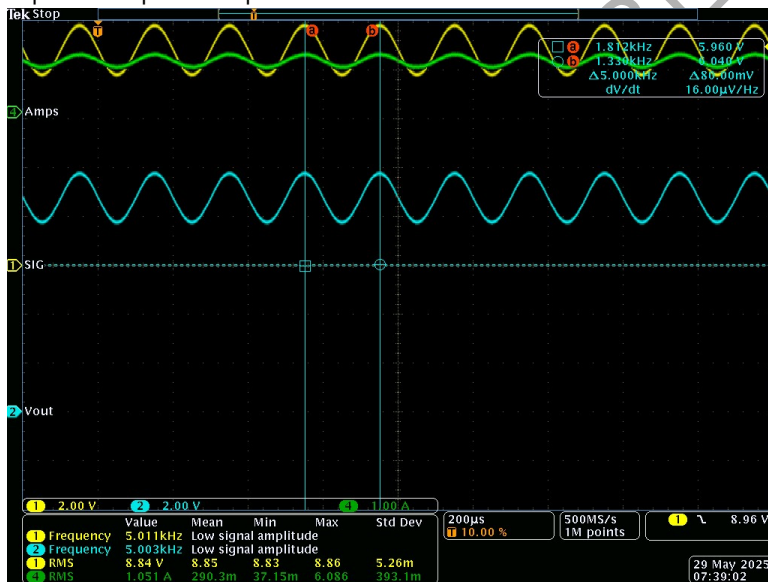 Tek Stop
T
T
a
b
a 1.812kHz 5.960 V
b 1.330kHz 6.040 V
Δ5.000kHz Δ80.00mV
dV/dt 16.00µV/Hz
4 Amps
1 SIG
2 Vout
1 2.00 V 2 2.00 V 4 1.00 A
Value Mean Min Max Std Dev
1 Frequency 5.011kHz Low signal amplitude
2 Frequency 5.003kHz Low signal amplitude
1 RMS 8.84 V 8.85 8.83 8.86 5.26m
4 RMS 1.051 A 290.3m 37.15m 6.086 393.1m
200µs
T 10.00 %
500MS/s
1M points
1 8.96 V
29 May 2025
07:39:02